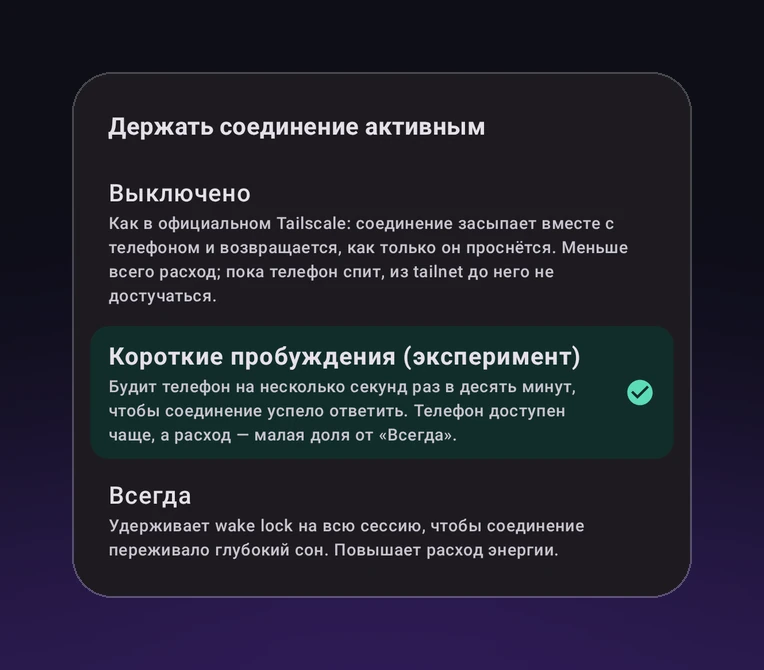 Держать соединение активным
Выключено
Как в официальном Tailscale: соединение засыпает вместе с
телефоном и возвращается, как только он проснётся. Меньше
всего расход; пока телефон спит, из tailnet до него не
достучаться.
Короткие пробуждения (эксперимент)
Будит телефон на несколько секунд раз в десять минут,
чтобы соединение успело ответить. Телефон доступен
чаще, а расход — малая доля от «Всегда».
Всегда
Удерживает wake lock на всю сессию, чтобы соединение
переживало глубокий сон. Повышает расход энергии.